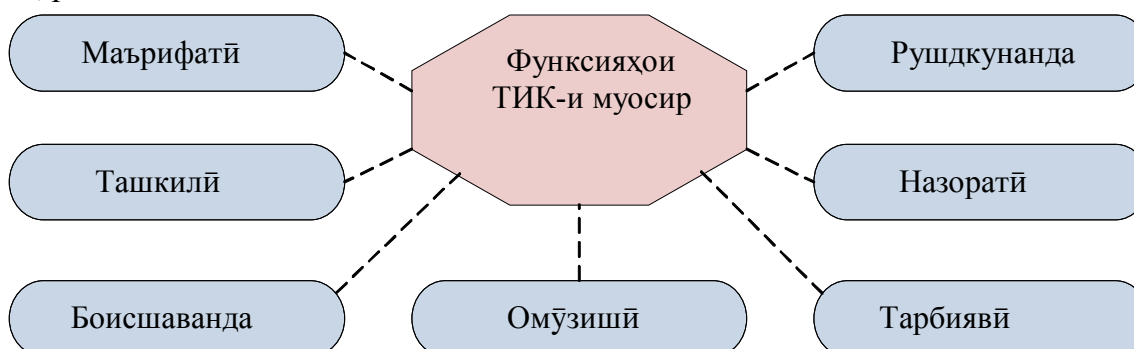 Маърифатӣ
Функсияҳои
ТИК-и муосир
Рушдкунанда
Ташкилӣ
Назоратӣ
Боисшаванда
Омӯзишӣ
Тарбиявӣ